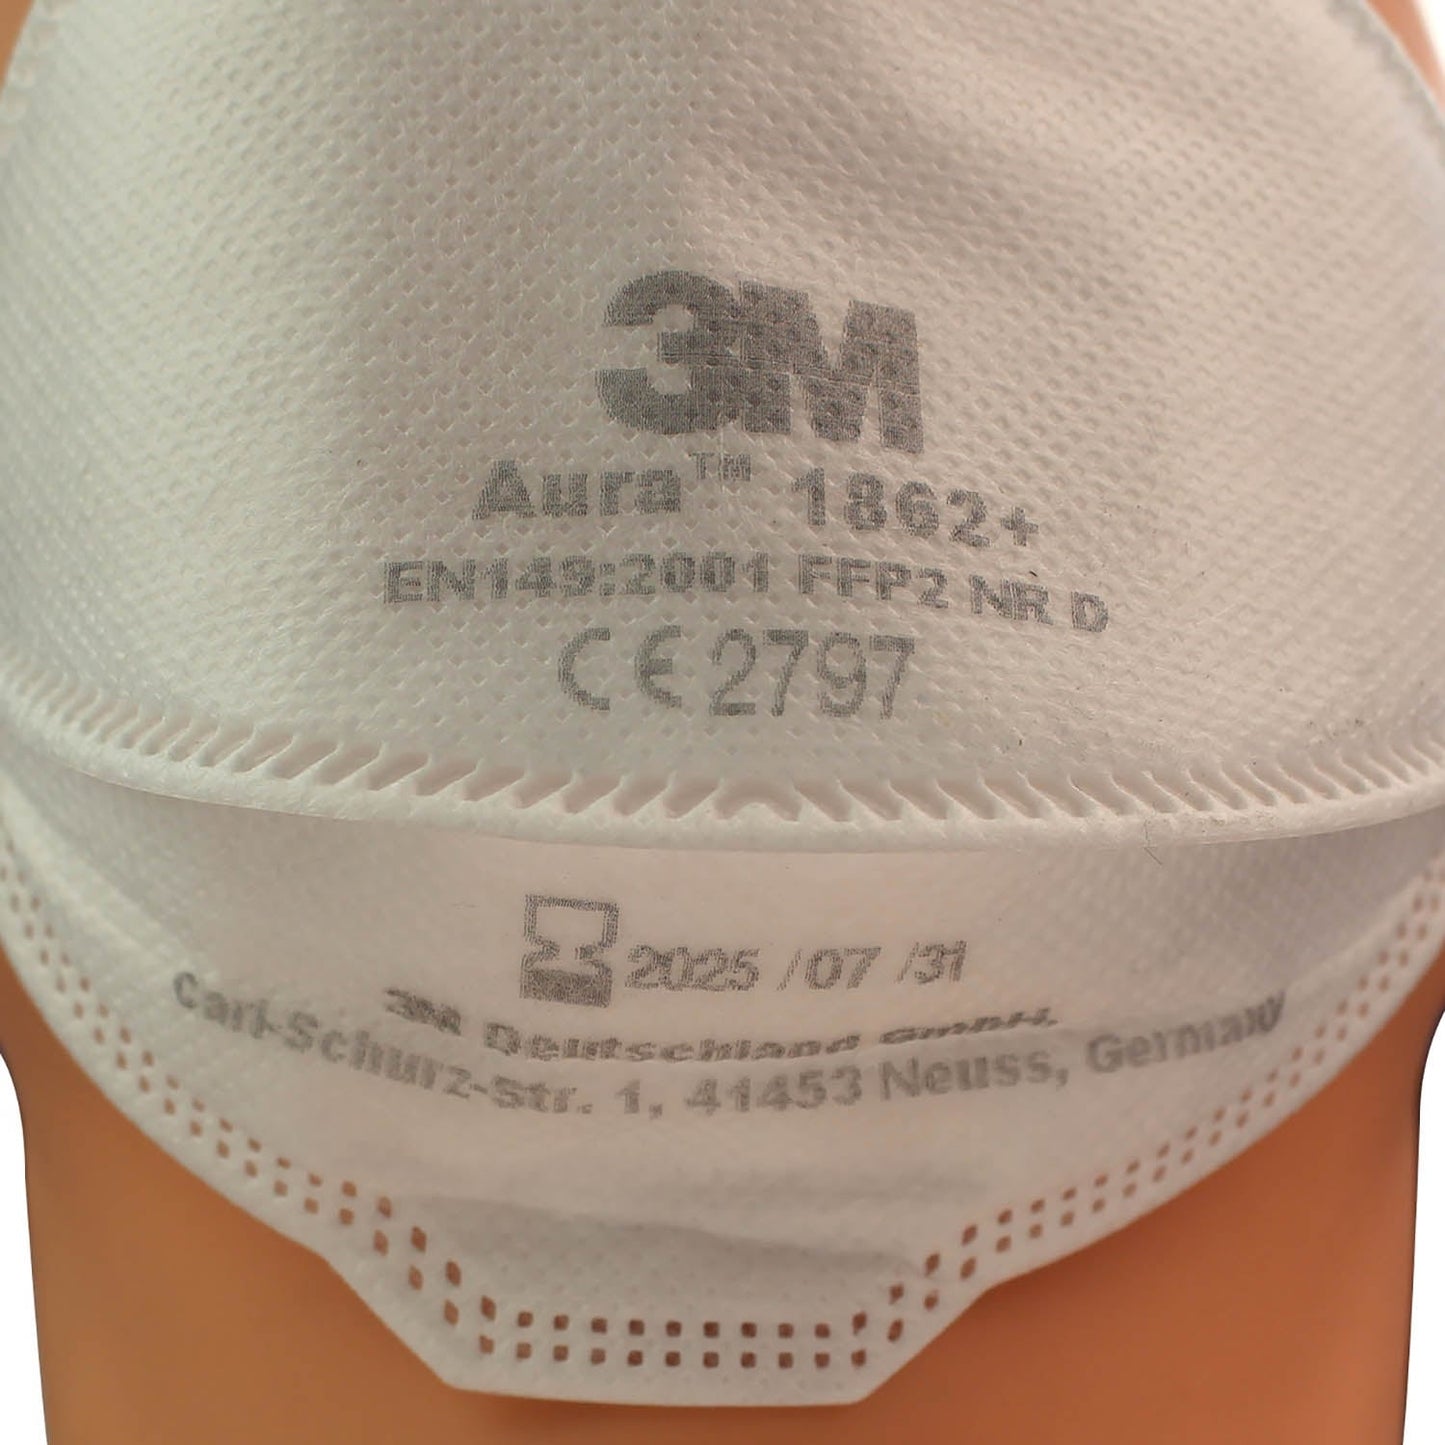 3M
Aura™ 1862+
EN149:2001 FFP2 NR D
CE 2797
2025 /07 /31
3M Deutschland GmbH,
Carl-Schurz-Str. 1, 41453 Neuss, Germany